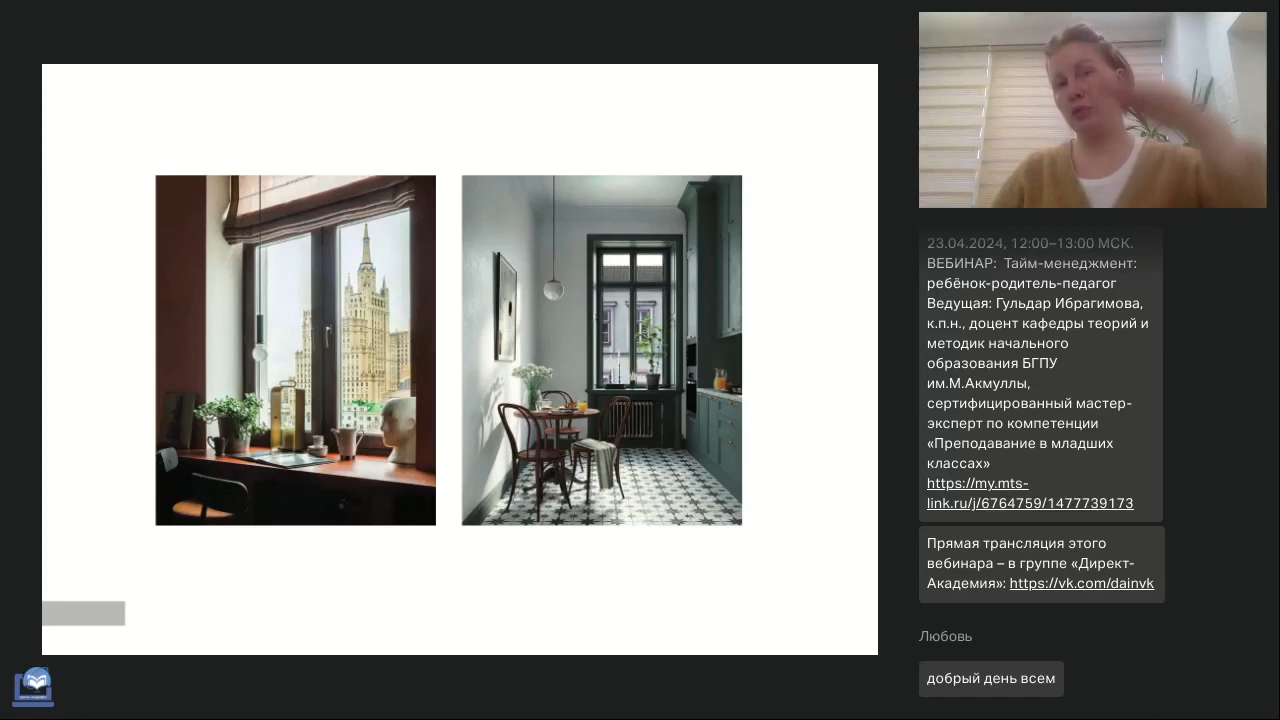 23.04.2024, 12:00–13:00 МСК.
ВЕБИНАР:  Тайм-менеджмент:
ребёнок-родитель-педагог
Ведущая: Гульдар Ибрагимова,
к.п.н., доцент кафедры теорий и
методик начального
образования БГПУ
им.М.Акмуллы,
сертифицированный мастер-
эксперт по компетенции
«Преподавание в младших
классах»
https://my.mts-
link.ru/j/6764759/1477739173
Прямая трансляция этого
вебинара – в группе «Директ-
Академия»: https://vk.com/dainvk
Любовь
добрый день всем